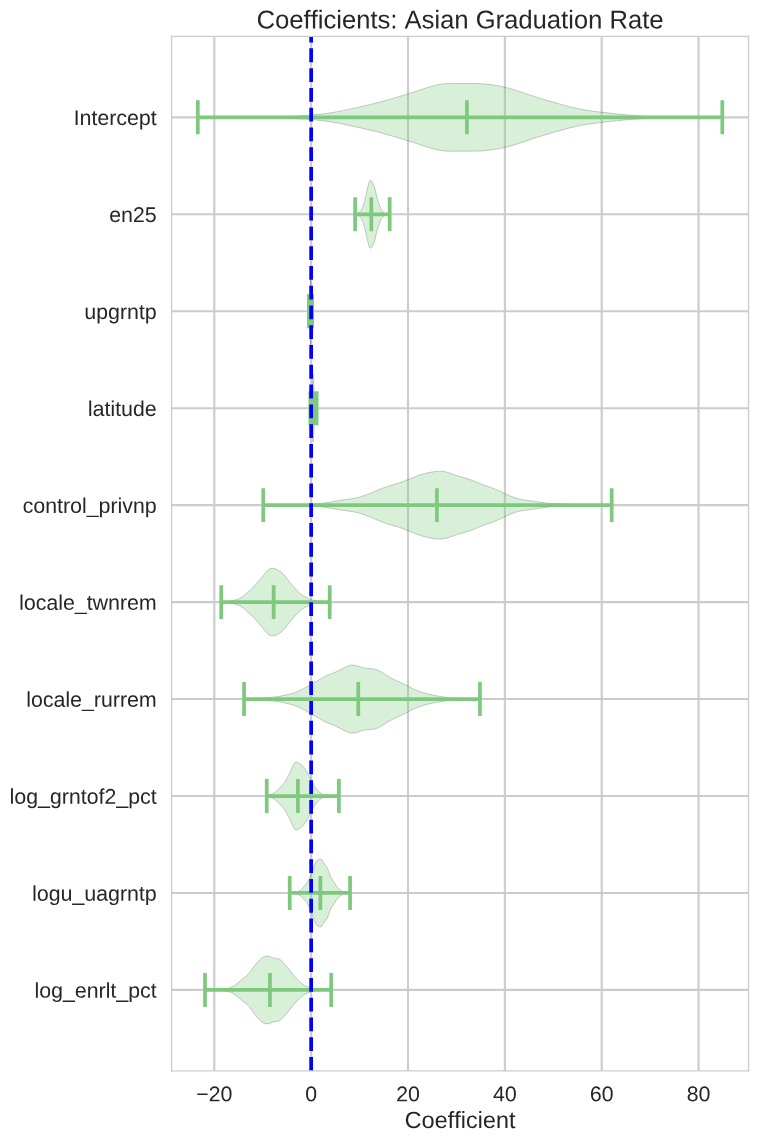 Coefficients: Asian Graduation Rate
Intercept
en25
upgrntp
latitude
control_privnp
locale_twnrem
locale_rurrem
log_grntof2_pct
logu_uagrntp
log_enrlt_pct
−20 0 20 40 60 80
Coefficient